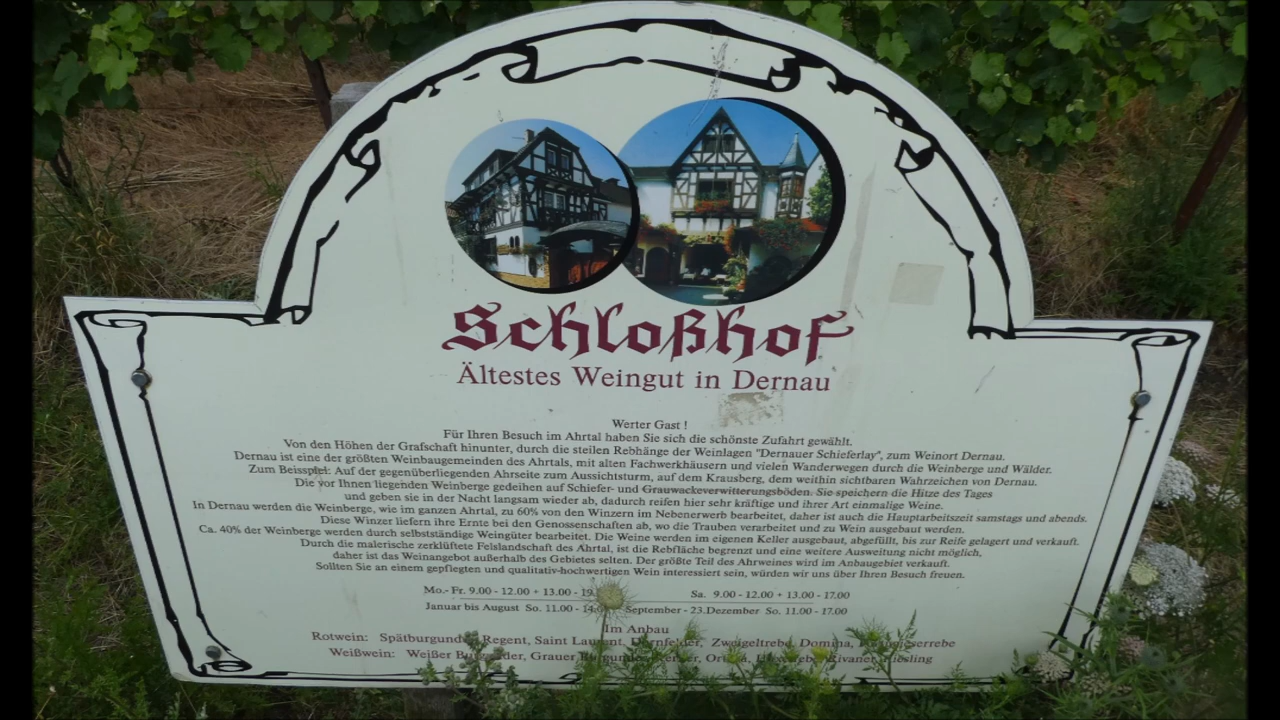 Schloßhof
Ältestes Weingut in Dernau
Werter Gast !
Für Ihren Besuch im Ahrtal haben Sie sich die schönste Zufahrt gewählt.
Von den Höhen der Grafschaft hinunter, durch die steilen Rebhänge der Weinlagen "Dernauer Schieferlay", zum Weinort Dernau.
Dernau ist eine der größten Weinbaugemeinden des Ahrtals, mit alten Fachwerkhäusern und vielen Wanderwegen durch die Weinberge und Wälder.
Zum Beisspiel: Auf der gegenüberliegenden Ahrseite zum Aussichtsturm, auf dem Krausberg, dem weithin sichtbaren Wahrzeichen von Dernau.
Die vor Ihnen liegenden Weinberge gedeihen auf Schiefer- und Grauwackeverwitterungsböden. Sie speichern die Hitze des Tages
und geben sie in der Nacht langsam wieder ab, dadurch reifen hier sehr kräftige und ihrer Art einmalige Weine.
In Dernau werden die Weinberge, wie im ganzen Ahrtal, zu 60% von den Winzern im Nebenerwerb bearbeitet, daher ist auch die Hauptarbeitszeit samstags und abends.
Diese Winzer liefern ihre Ernte bei den Genossenschaften ab, wo die Trauben verarbeitet und zu Wein ausgebaut werden.
Ca. 40% der Weinberge werden durch selbstständige Weingüter bearbeitet. Die Weine werden im eigenen Keller ausgebaut, abgefüllt, bis zur Reife gelagert und verkauft.
Durch die malerische zerklüftete Felslandschaft des Ahrtal, ist die Rebfläche begrenzt und eine weitere Ausweitung nicht möglich,
daher ist das Weinangebot außerhalb des Gebietes selten. Der größte Teil des Ahrweines wird im Anbaugebiet verkauft.
Sollten Sie an einem gepflegten und qualitativ-hochwertigen Wein interessiert sein, würden wir uns über Ihren Besuch freuen.
Mo.- Fr. 9.00 - 12.00 + 13.00 - Sa. 9.00 - 12.00 + 13.00 - 17.00
Januar bis August So. 11.00 - September - 23.Dezember So. 11.00 - 17.00
Im Anbau
Rotwein: Spätburgunder, Regent, Saint Laurent, Dornfelder, Zweigeltrebe, Domina,
Weißwein: Weißer Burgunder, Grauer Burgunder, Rivaner, Riesling